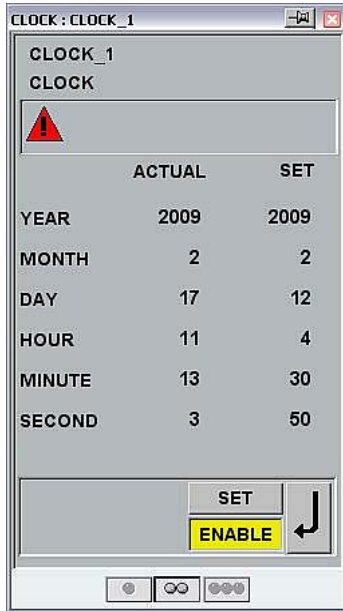 CLOCK : CLOCK_1
CLOCK_1
CLOCK
!
ACTUAL SET
YEAR 2009 2009
MONTH 2 2
DAY 17 12
HOUR 11 4
MINUTE 13 30
SECOND 3 50
SET
ENABLE